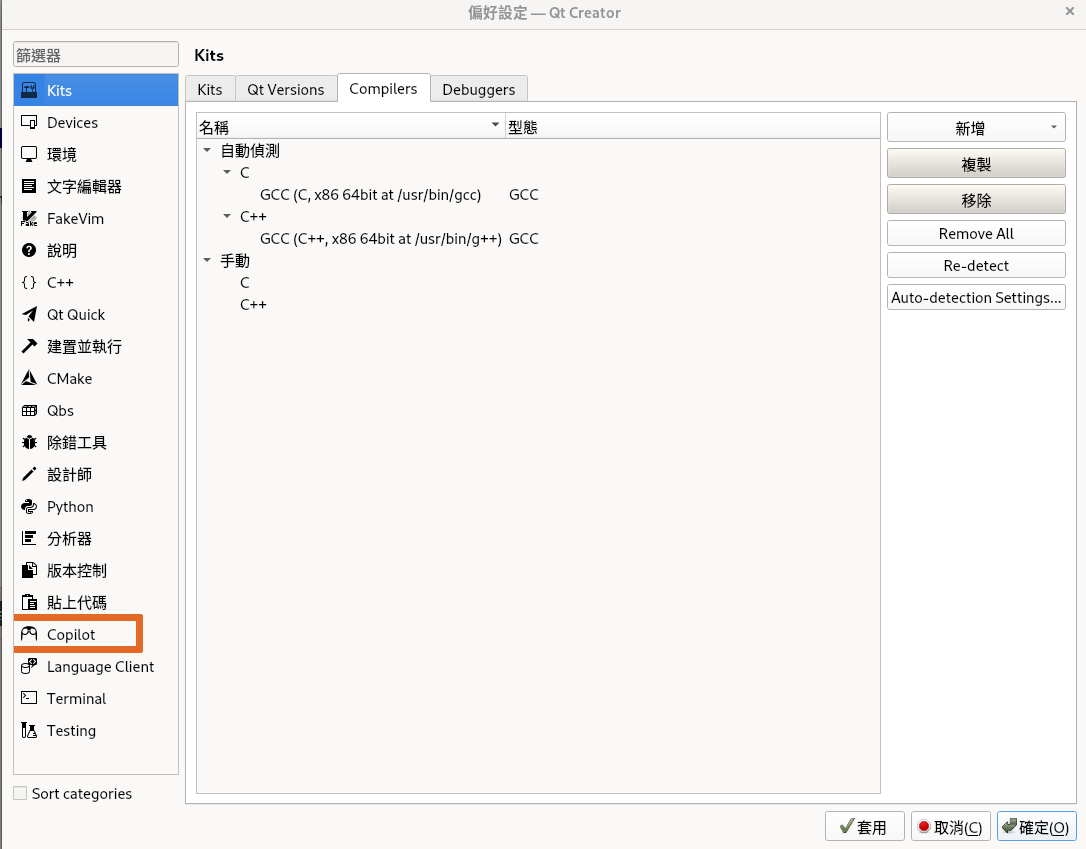 偏好設定 — Qt Creator
篩選器
Kits
Devices
環境
文字編輯器
FakeVim
說明
C++
Qt Quick
建置並執行
CMake
Qbs
除錯工具
設計師
Python
分析器
版本控制
貼上代碼
Copilot
Language Client
Terminal
Testing
Sort categories
Kits
Kits
Qt Versions
Compilers
Debuggers
名稱 型態
自動偵測
C
GCC (C, x86 64bit at /usr/bin/gcc) GCC
C++
GCC (C++, x86 64bit at /usr/bin/g++) GCC
手動
C
C++
新增
複製
移除
Remove All
Re-detect
Auto-detection Settings...
套用
取消(C)
確定(O)